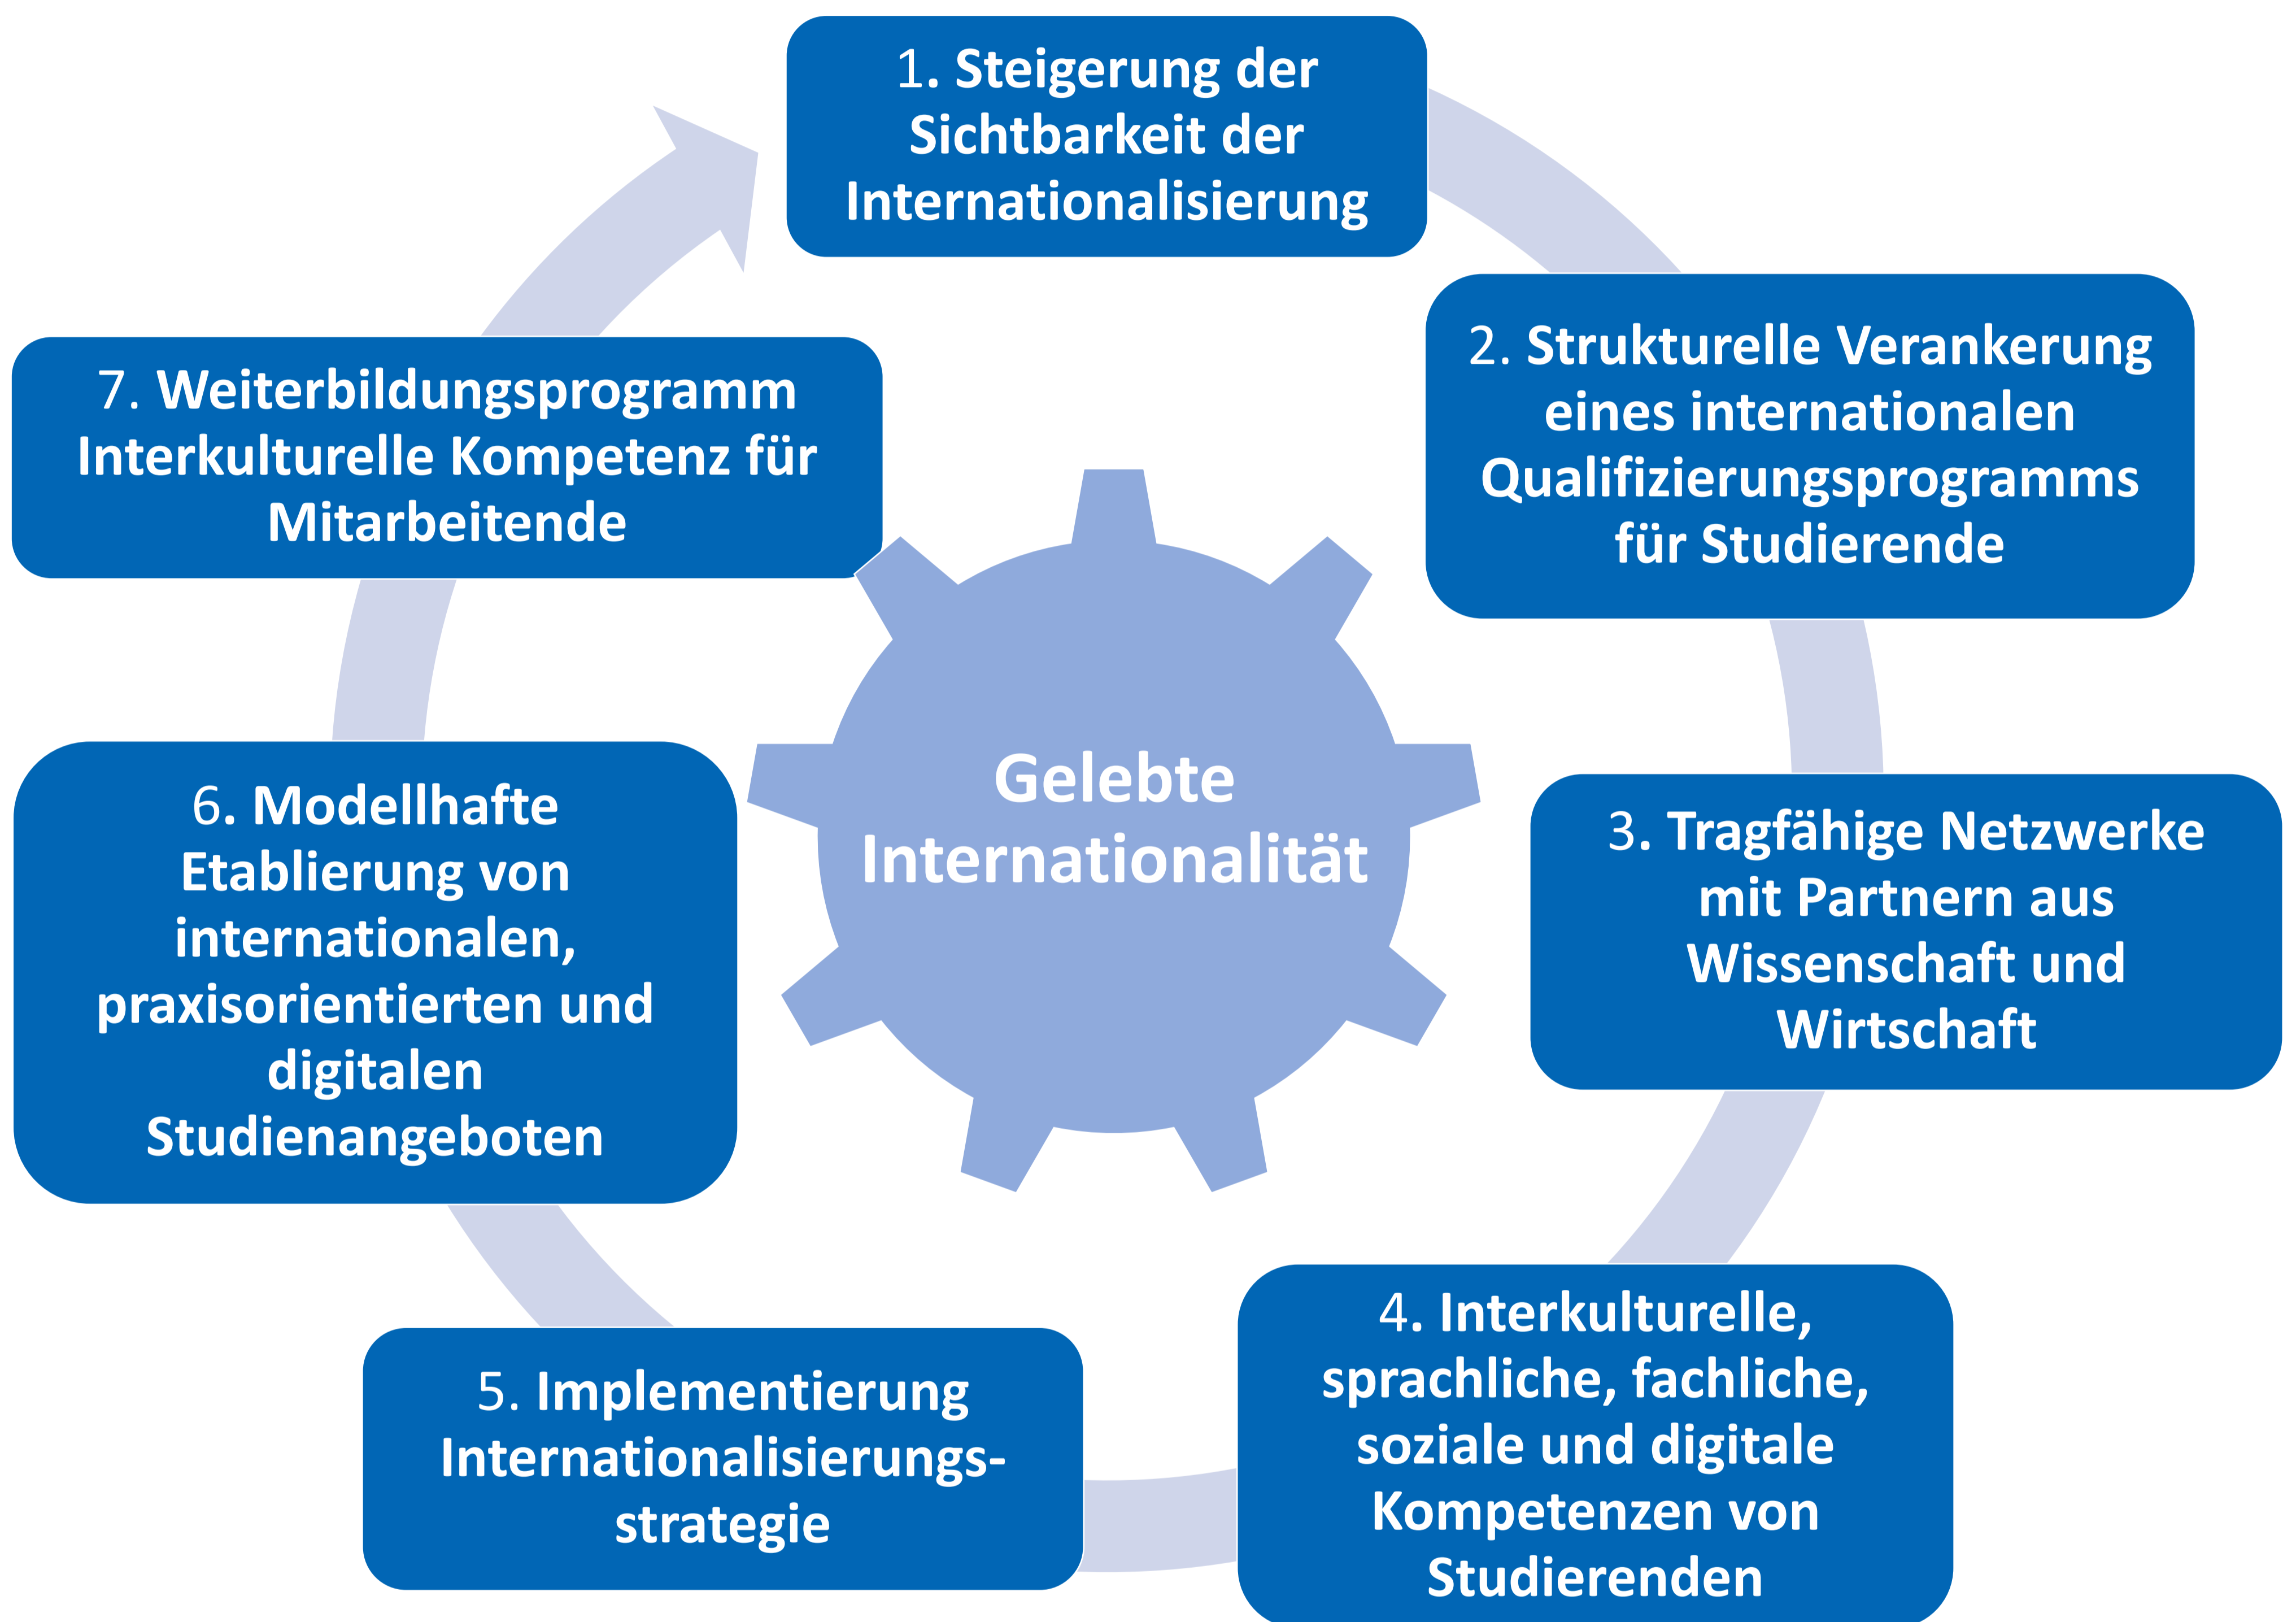 1. Steigerung der
Sichtbarkeit der
Internationalisierung
2. Strukturelle Verankerung
eines internationalen
Qualifizierungsprogramms
für Studierende
3. Tragfähige Netzwerke
mit Partnern aus
Wissenschaft und
Wirtschaft
4. Interkulturelle,
sprachliche, fachliche,
soziale und digitale
Kompetenzen von
Studierenden
5. Implementierung
Internationalisierungs-
strategie
6. Modellhafte
Etablierung von
internationalen,
praxisorientierten und
digitalen
Studienangeboten
7. Weiterbildungsprogramm
Interkulturelle Kompetenz für
Mitarbeitende
Gelebte
Internationalität